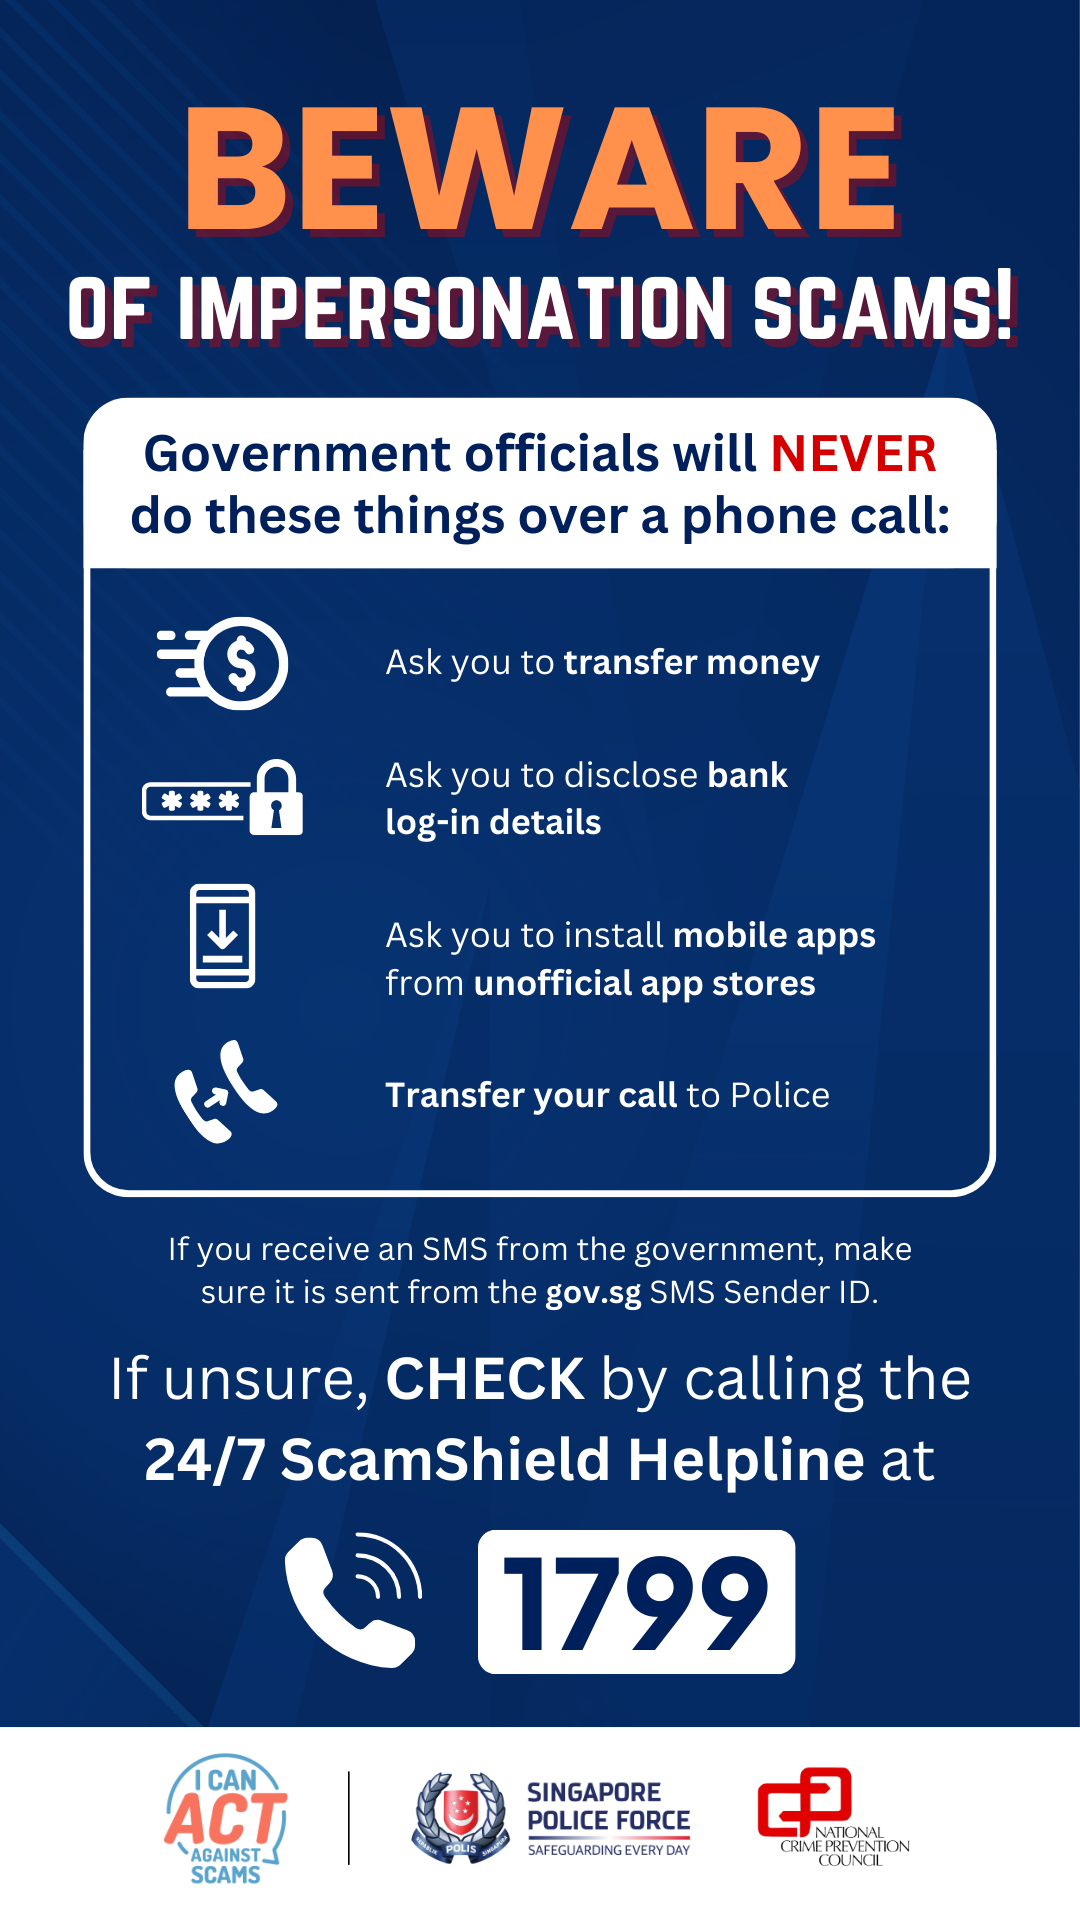 BEWARE
OF IMPERSONATION SCAMS!
Government officials will NEVER
do these things over a phone call:
Ask you to transfer money
***
Ask you to disclose bank
log-in details
Ask you to install mobile apps
from unofficial app stores
Transfer your call to Police
If you receive an SMS from the government, make
sure it is sent from the gov.sg SMS Sender ID.
If unsure, CHECK by calling the
24/7 ScamShield Helpline at
1799
I CAN
ACT
AGAINST
SCAMS
REPUBLIK POLIS SINGAPURA
SINGAPORE
POLICE FORCE
SAFEGUARDING EVERY DAY
NATIONAL
CRIME PREVENTION
COUNCIL